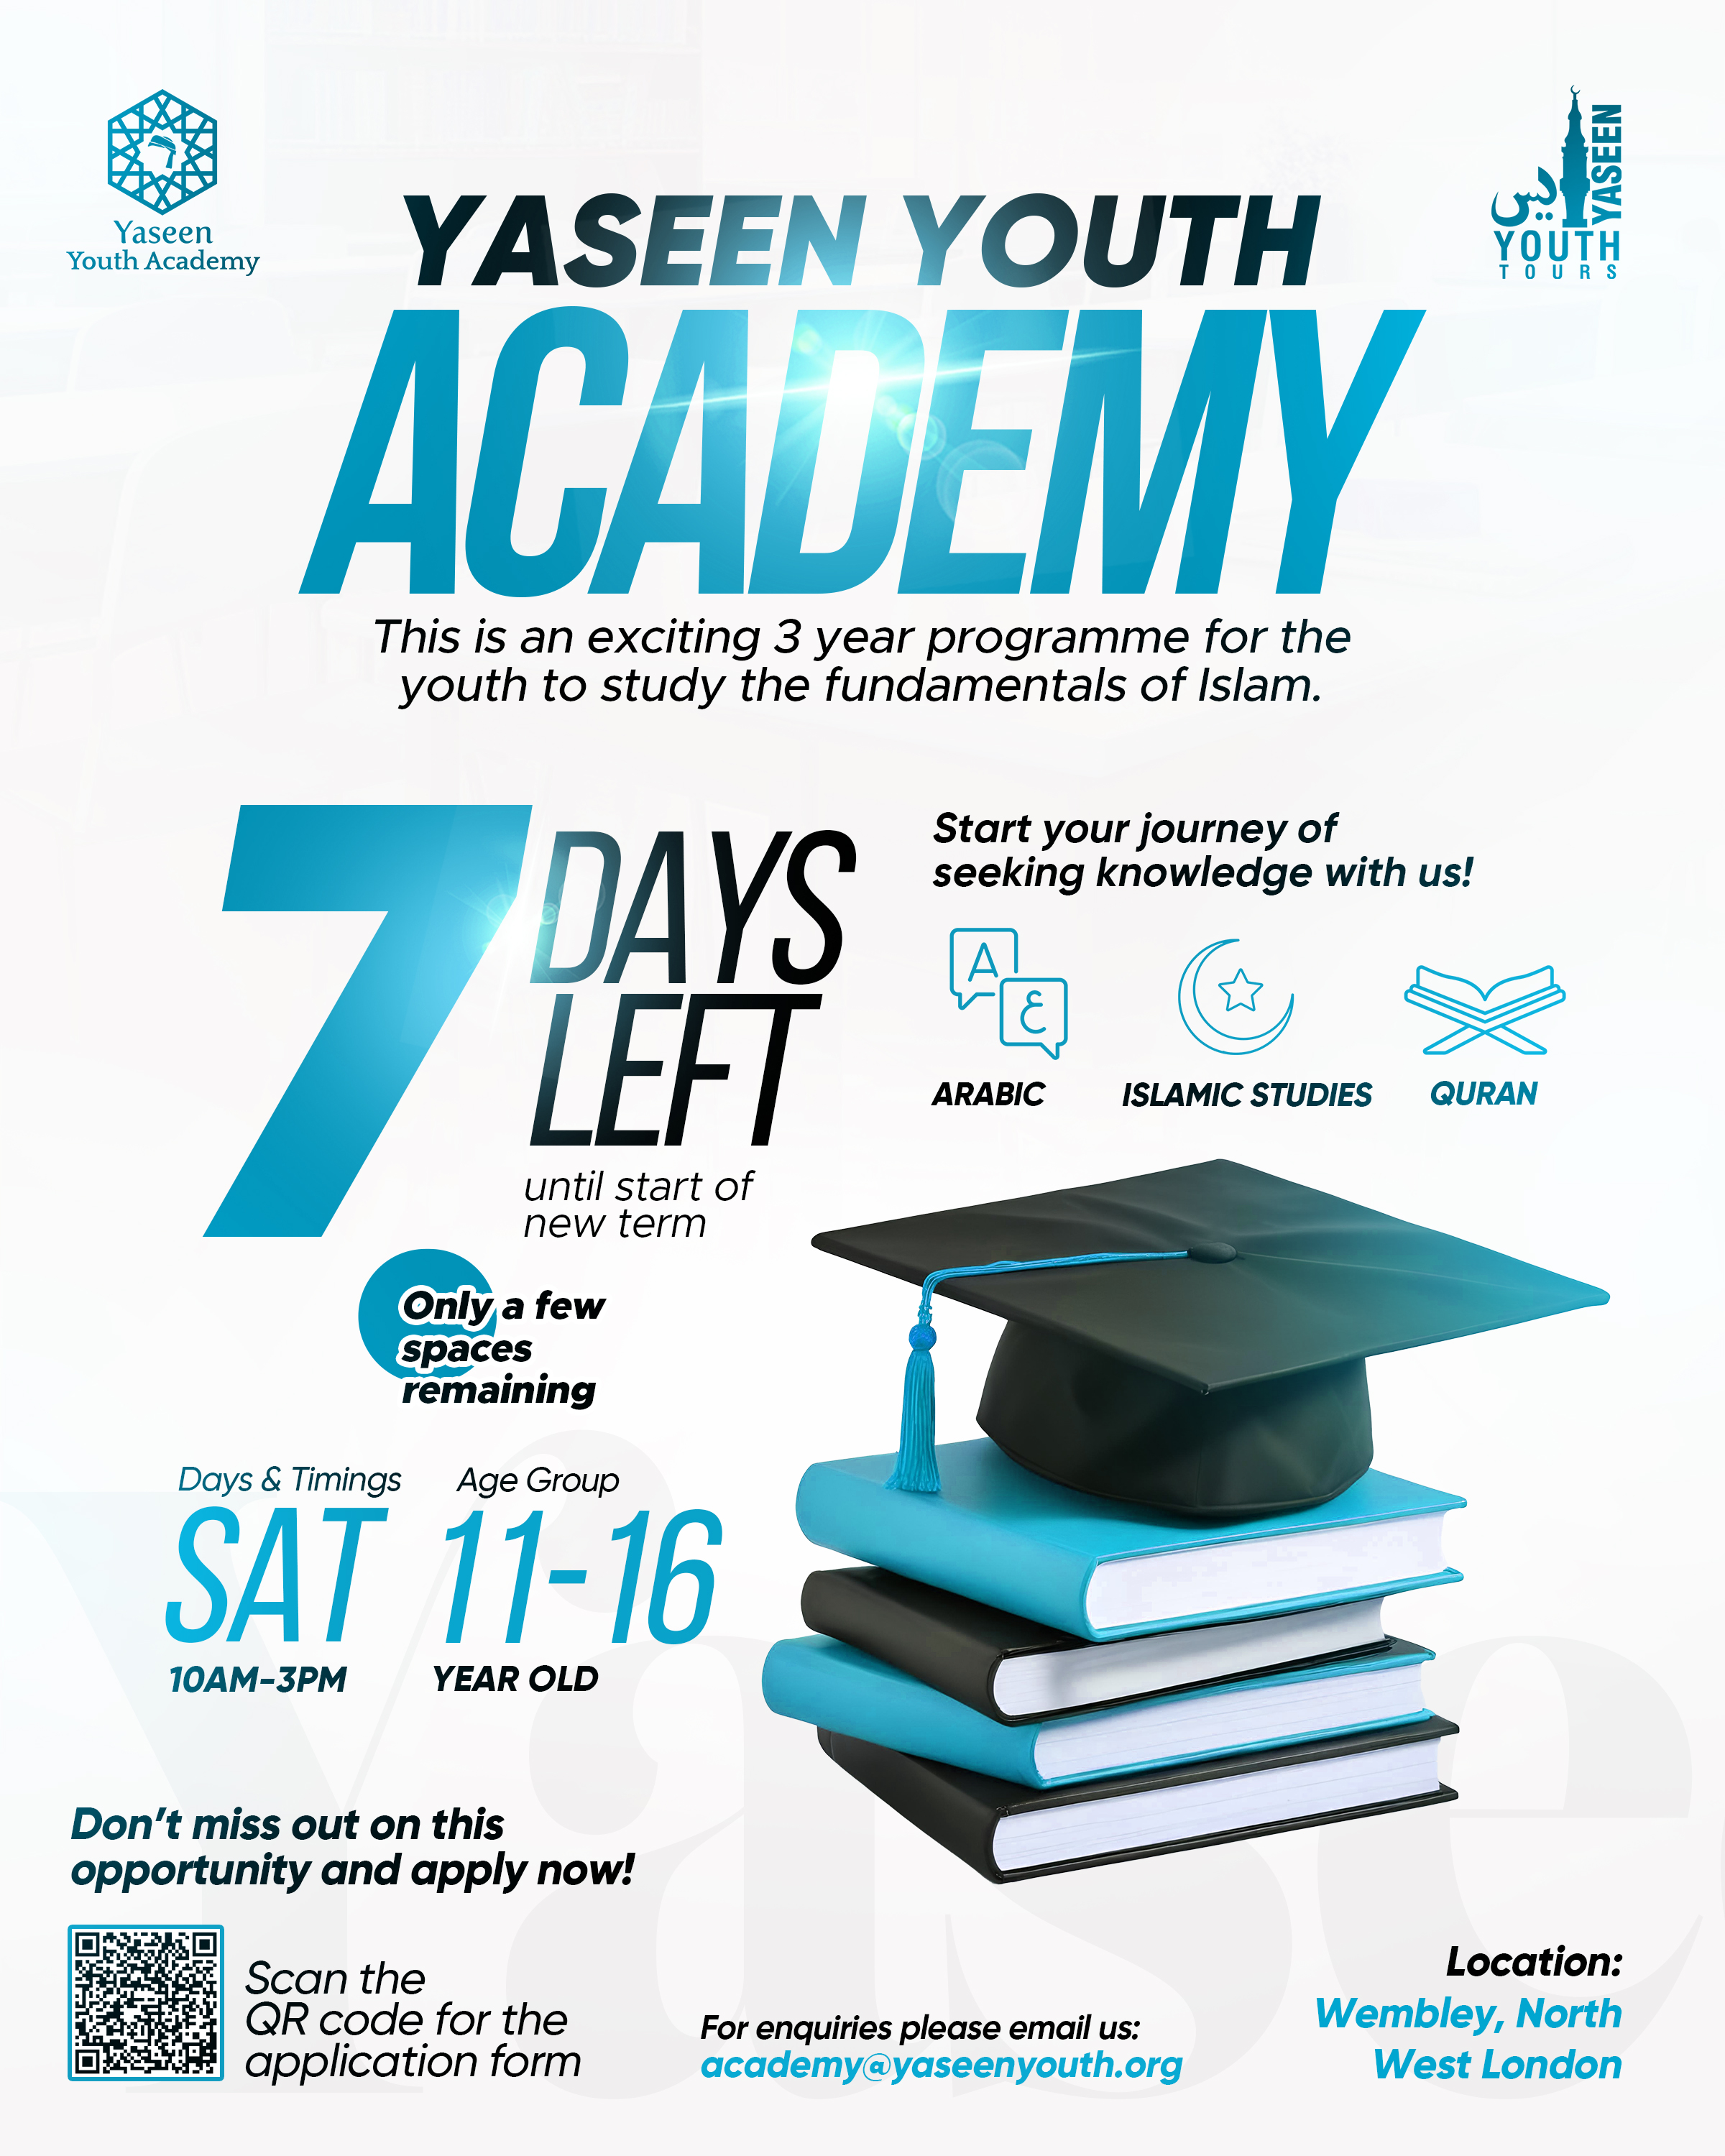 Yaseen
Youth Academy
يس
YASEEN
YOUTH
TOURS
YASEEN YOUTH
ACADEMY
This is an exciting 3 year programme for the
youth to study the fundamentals of Islam.
7 DAYS
LEFT
until start of
new term
Start your journey of
seeking knowledge with us!
A
ع
ARABIC
ISLAMIC STUDIES
QURAN
Only a few
spaces
remaining
Days & Timings
SAT
10AM-3PM
Age Group
11-16
YEAR OLD
Yase
Don't miss out on this
opportunity and apply now!
Scan the
QR code for the
application form
For enquiries please email us:
academy@yaseenyouth.org
Location:
Wembley, North
West London